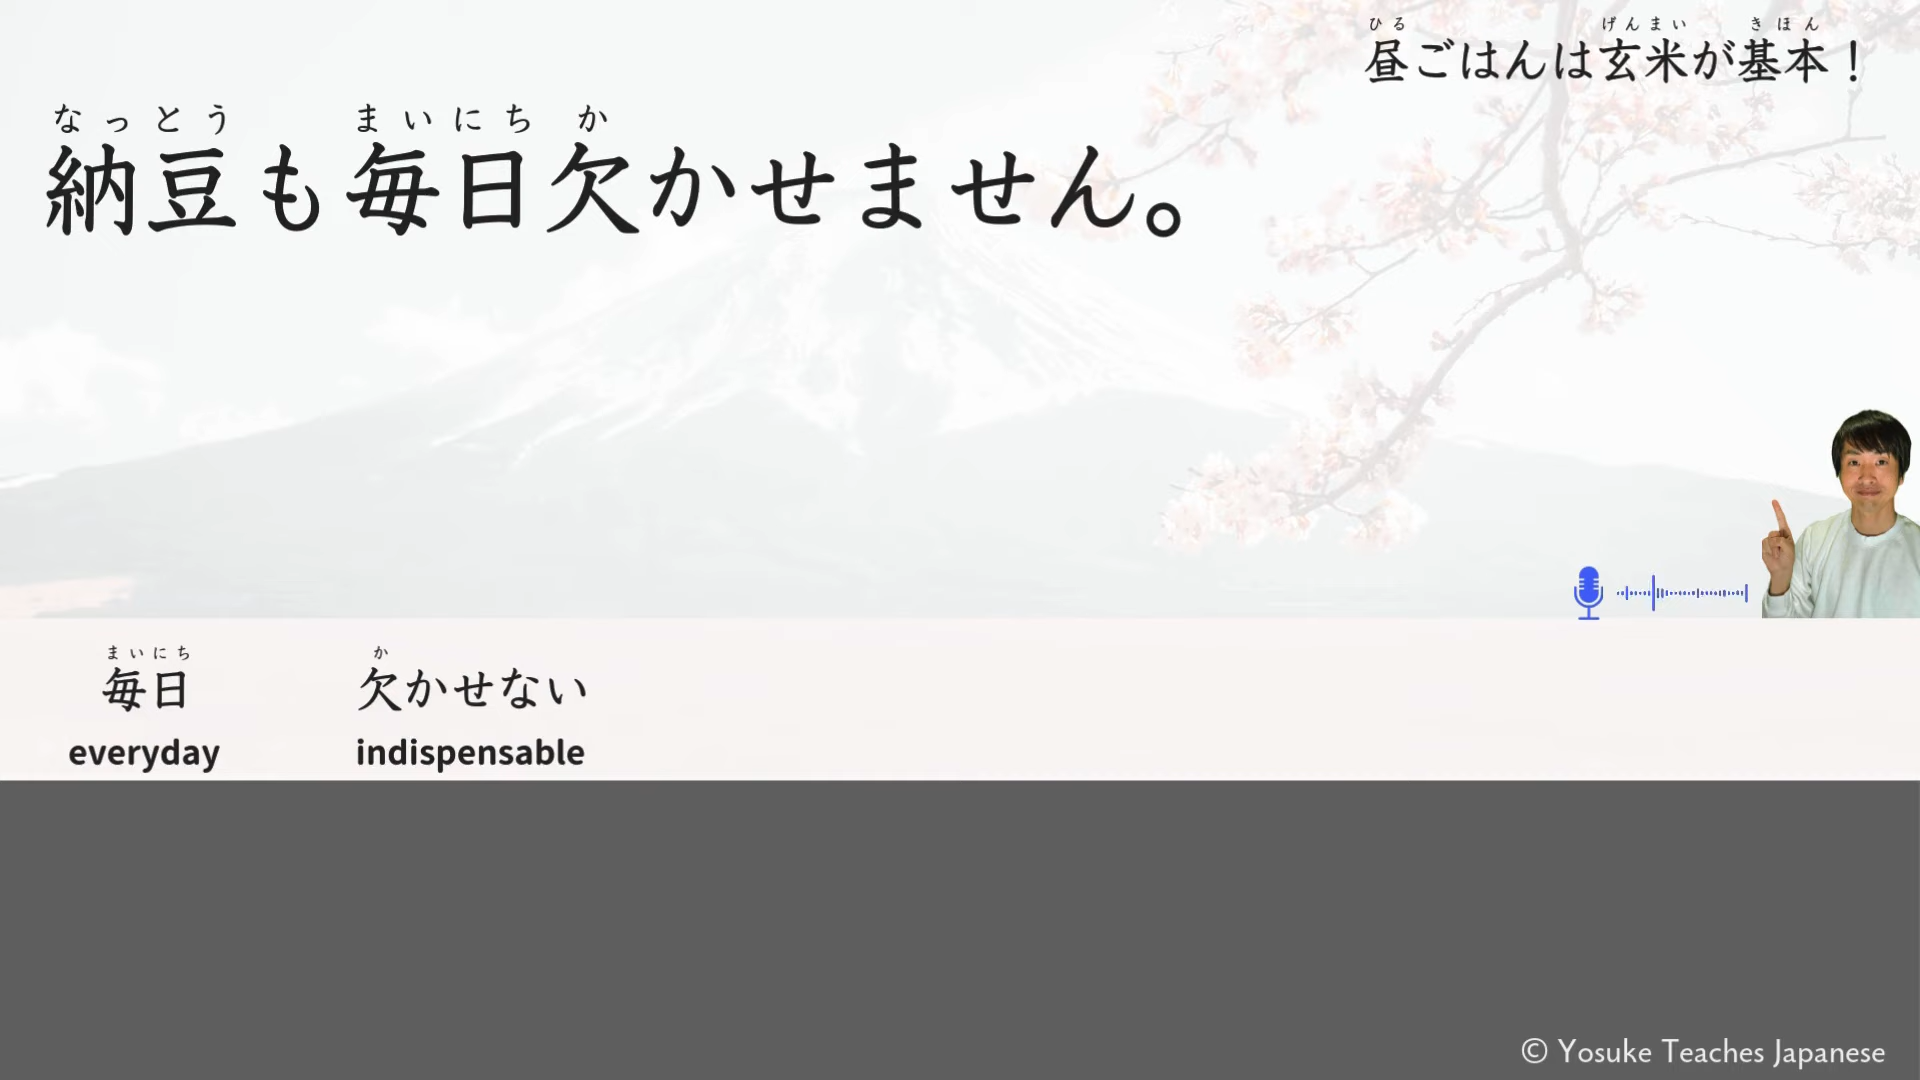 ひる げんまい きほん
昼ごはんは玄米が基本！
なっとう まいにち か
納豆も毎日欠かせません。
まいにち か
毎日 欠かせない
everyday indispensable
© Yosuke Teaches Japanese